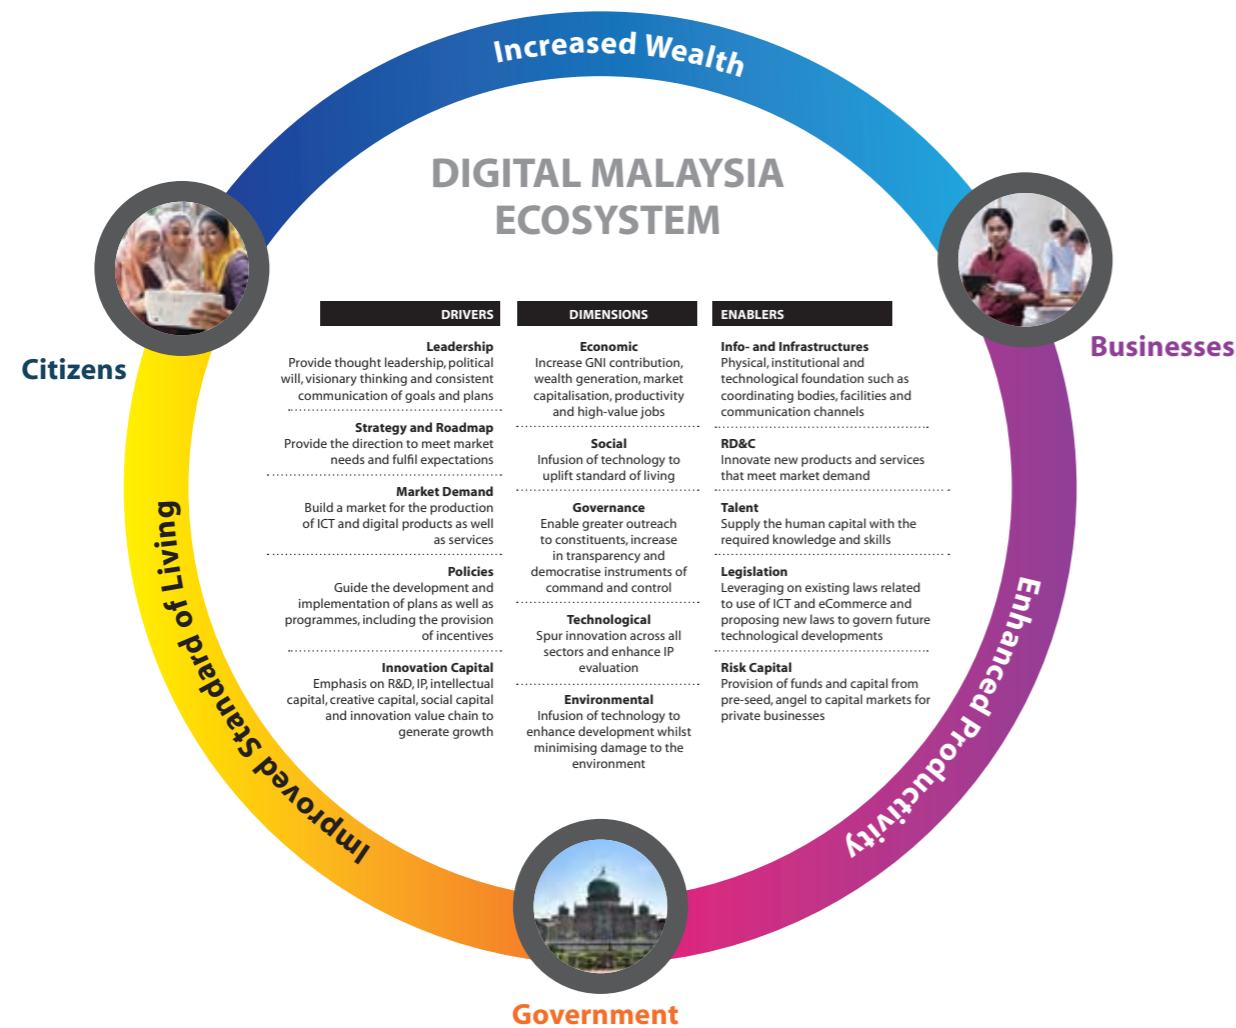 Increased Wealth
DIGITAL MALAYSIA
ECOSYSTEM
Citizens
Businesses
DRIVERS
Leadership
Provide thought leadership, political
will, visionary thinking and consistent
communication of goals and plans
Strategy and Roadmap
Provide the direction to meet market
needs and fulfil expectations
Market Demand
Build a market for the production
of ICT and digital products as well
as services
Policies
Guide the development and
implementation of plans as well as
programmes, including the provision
of incentives
Innovation Capital
Emphasis on R&D, IP, intellectual
capital, creative capital, social capital
and innovation value chain to
generate growth
DIMENSIONS
Economic
Increase GNI contribution,
wealth generation, market
capitalisation, productivity
and high-value jobs
Social
Infusion of technology to
uplift standard of living
Governance
Enable greater outreach
to constituents, increase
in transparency and
democratise instruments of
command and control
Technological
Spur innovation across all
sectors and enhance IP
evaluation
Environmental
Infusion of technology to
enhance development whilst
minimising damage to the
environment
ENABLERS
Info- and Infrastructures
Physical, institutional and
technological foundation such as
coordinating bodies, facilities and
communication channels
RD&C
Innovate new products and services
that meet market demand
Talent
Supply the human capital with the
required knowledge and skills
Legislation
Leveraging on existing laws related
to use of ICT and eCommerce and
proposing new laws to govern future
technological developments
Risk Capital
Provision of funds and capital from
pre-seed, angel to capital markets for
private businesses
Improved Standard of Living
Enhanced Productivity
Government